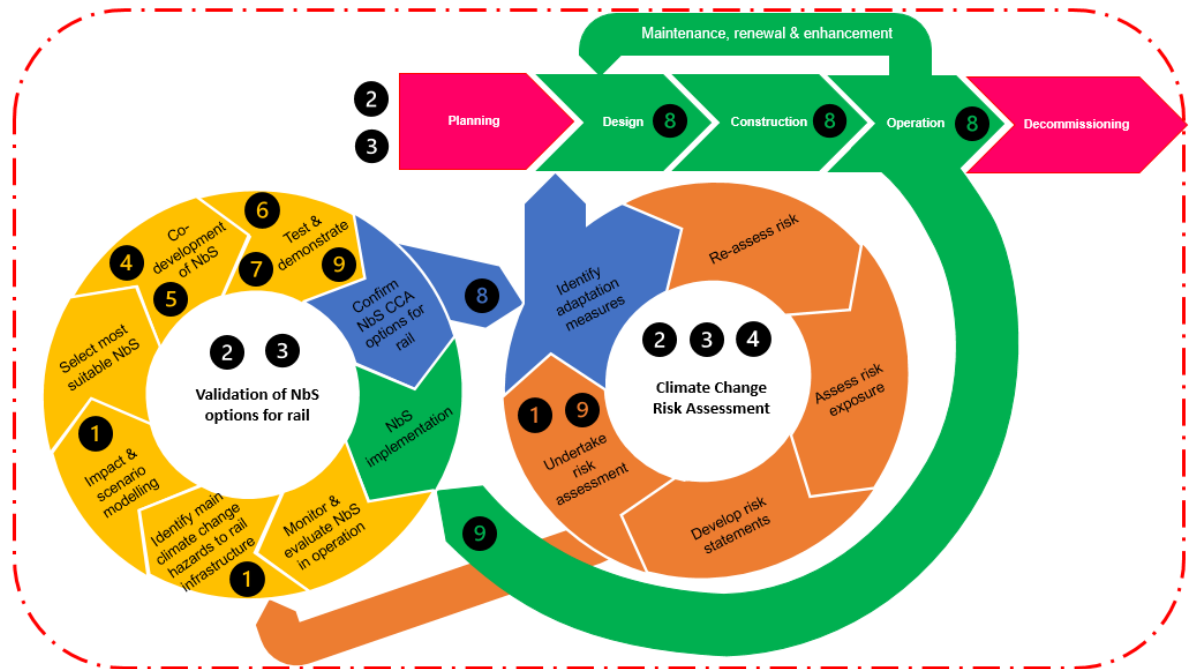 Maintenance, renewal & enhancement
2
3
Planning
Design 8
Construction 8
Operation 8
Decommissioning
6
Test &
demonstrate
7
9
4
Co-
development
of NbS
5
Select most
suitable NbS
1
Impact &
scenario
modelling
Identify main
climate change
hazards to rail
infrastructure
1
Monitor &
evaluate NbS
in operation
NbS
implementation
Confirm
NbS CCA
options for
rail
8
2 3
Validation of NbS
options for rail
Identify
adaptation
measures
Re-assess risk
Assess risk
exposure
Develop risk
statements
1 9
Undertake
risk
assessment
2 3 4
Climate Change
Risk Assessment
9